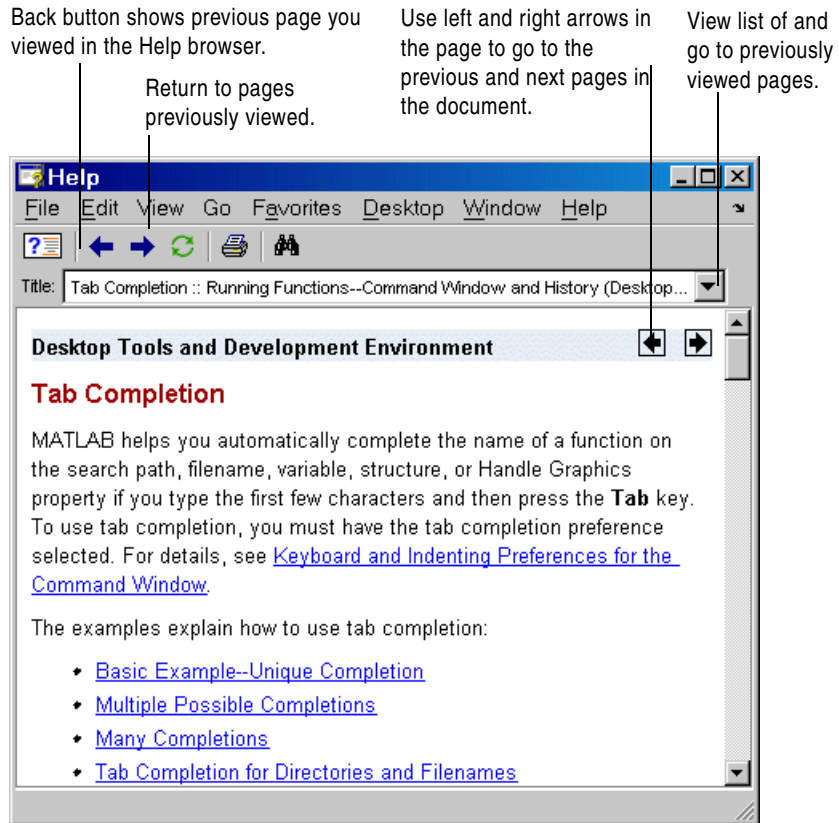 Back button shows previous page you
viewed in the Help browser.
Return to pages
previously viewed.
Use left and right arrows in
the page to go to the
previous and next pages in
the document.
View list of and
go to previously
viewed pages.
Help
File Edit View Go Favorites Desktop Window Help
Title: Tab Completion :: Running Functions--Command Window and History (Desktop...
Desktop Tools and Development Environment
Tab Completion
MATLAB helps you automatically complete the name of a function on
the search path, filename, variable, structure, or Handle Graphics
property if you type the first few characters and then press the Tab key.
To use tab completion, you must have the tab completion preference
selected. For details, see Keyboard and Indenting Preferences for the
Command Window.
The examples explain how to use tab completion:
• Basic Example--Unique Completion
• Multiple Possible Completions
• Many Completions
• Tab Completion for Directories and Filenames